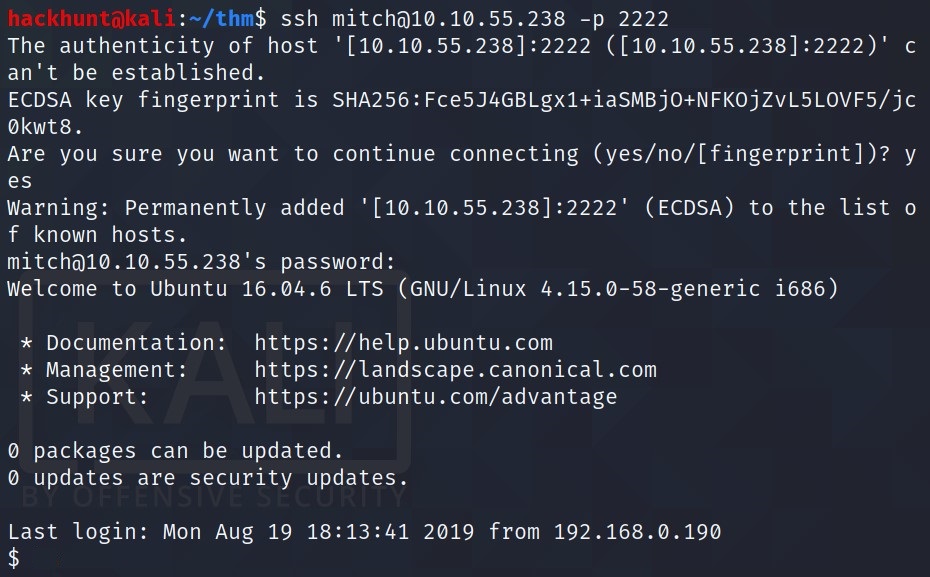 hackhunt@kali:~/thm$ ssh mitch@10.10.55.238 -p 2222
The authenticity of host '[10.10.55.238]:2222 ([10.10.55.238]:2222)' c
an't be established.
ECDSA key fingerprint is SHA256:Fce5J4GBLgx1+iaSMBjO+NFKOjZvL5LOVF5/jc
0kwt8.
Are you sure you want to continue connecting (yes/no/[fingerprint])? y
es
Warning: Permanently added '[10.10.55.238]:2222' (ECDSA) to the list o
f known hosts.
mitch@10.10.55.238's password:
Welcome to Ubuntu 16.04.6 LTS (GNU/Linux 4.15.0-58-generic i686)

 * Documentation:  https://help.ubuntu.com
 * Management:     https://landscape.canonical.com
 * Support:        https://ubuntu.com/advantage
KALI

0 packages can be updated.
0 updates are security updates.
BY OFFENSIVE SECURITY

Last login: Mon Aug 19 18:13:41 2019 from 192.168.0.190
$